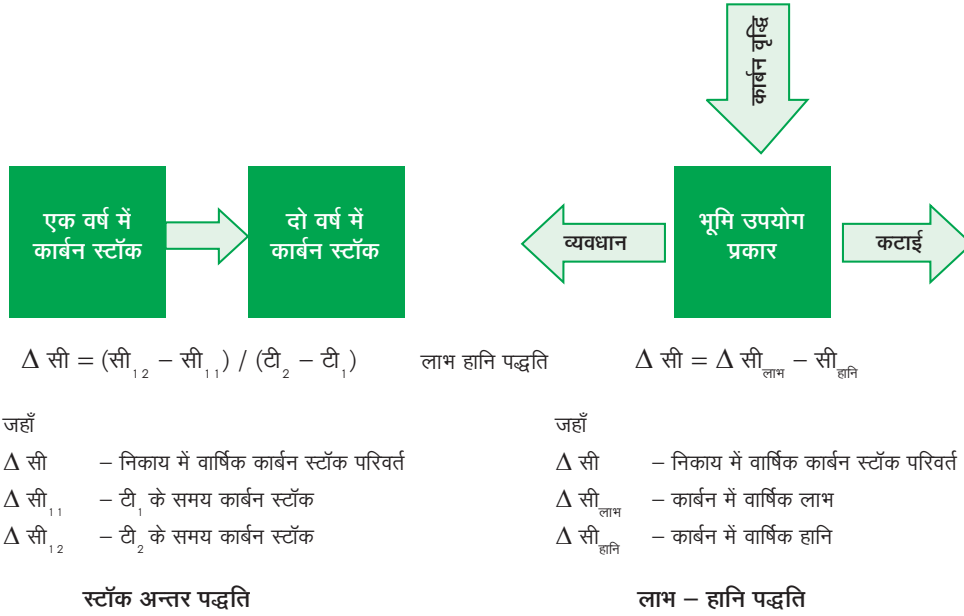 कार्बन वृद्धि
एक वर्ष में
कार्बन स्टॉक
दो वर्ष में
कार्बन स्टॉक
व्यवधान
भूमि उपयोग
प्रकार
कटाई
Δ सी = (सी₁₂ – सी₁₁) / (टी₂ – टी₁)
लाभ हानि पद्धति
Δ सी = Δ सी लाभ – सी हानि
जहाँ
Δ सी – निकाय में वार्षिक कार्बन स्टॉक परिवर्त
Δ सी₁₁ – टी₁ के समय कार्बन स्टॉक
Δ सी₁₂ – टी₂ के समय कार्बन स्टॉक
स्टॉक अन्तर पद्धति
जहाँ
Δ सी – निकाय में वार्षिक कार्बन स्टॉक परिवर्त
Δ सी लाभ – कार्बन में वार्षिक लाभ
Δ सी हानि – कार्बन में वार्षिक हानि
लाभ – हानि पद्धति